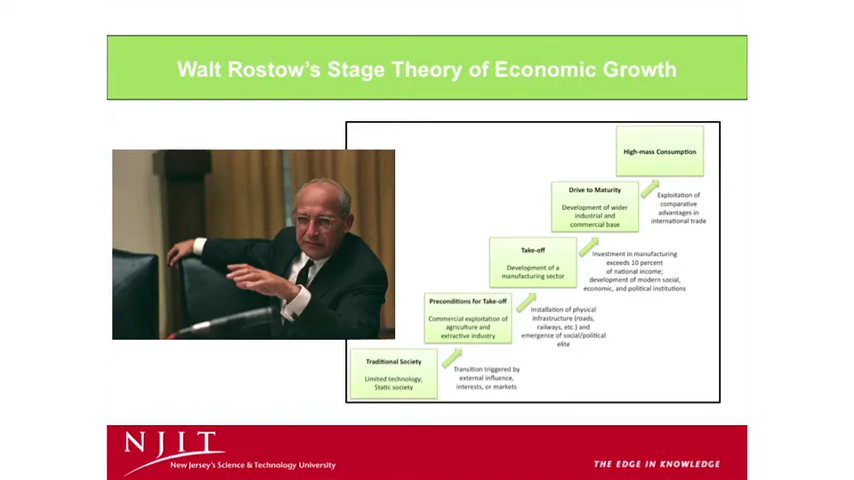 Walt Rostow's Stage Theory of Economic Growth
High-mass Consumption
Drive to Maturity
Development of wider
industrial and
commercial base
Exploitation of
comparative
advantages in
international trade
Take-off
Development of a
manufacturing sector
Investment in manufacturing
exceeds 10 percent
of national income;
development of modern social,
economic, and political institutions
Preconditions for Take-off
Commercial exploitation of
agriculture and
extractive industry
Installation of physical
infrastructure (roads,
railways, etc.) and
emergence of social/political
elite
Traditional Society
Limited technology;
Static society
Transition triggered by
external influence,
interests, or markets
NJIT
New Jersey's Science & Technology University
THE EDGE IN KNOWLEDGE